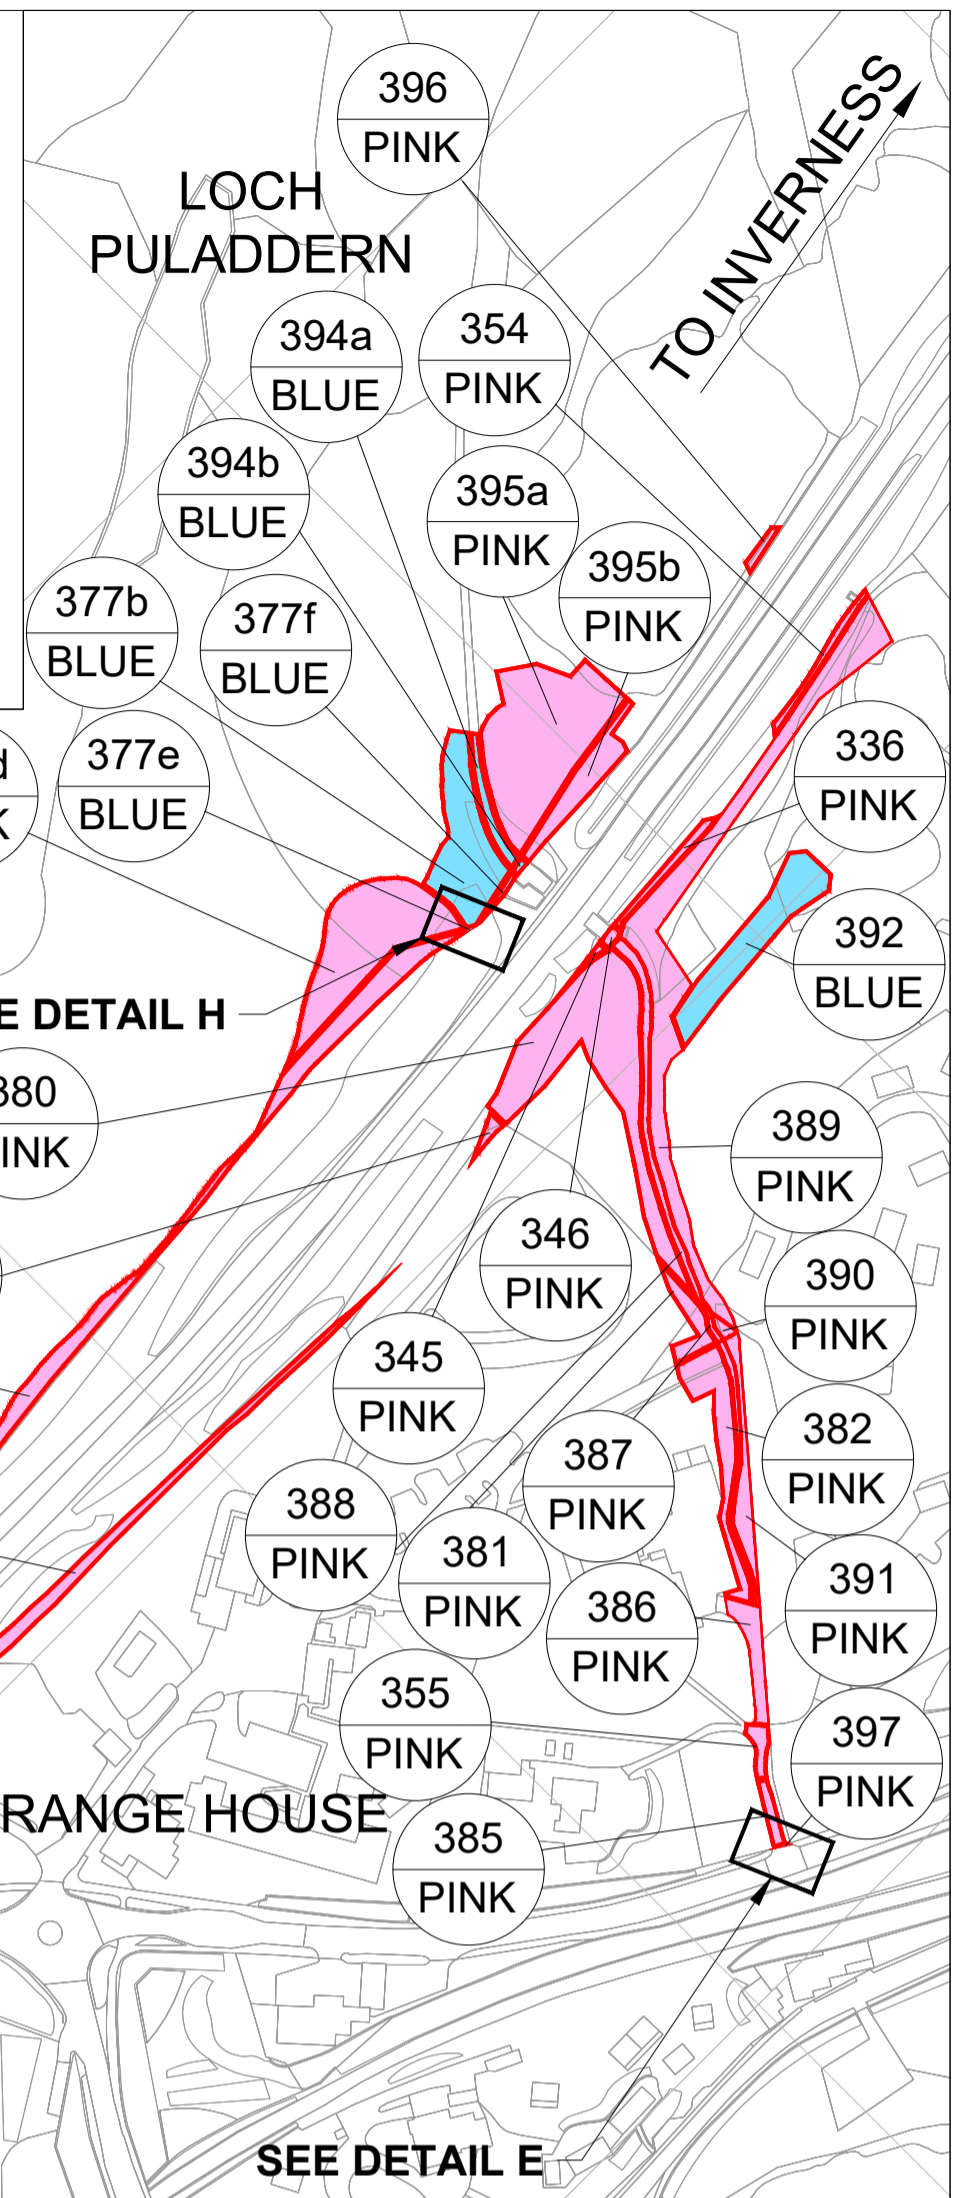 396
PINK
TO INVERNESS
LOCH
PULADDERN
394a
BLUE
354
PINK
394b
BLUE
395a
PINK
395b
PINK
377b
BLUE
377f
BLUE
377e
BLUE
d
K
336
PINK
392
BLUE
E DETAIL H
380
INK
389
PINK
346
PINK
390
PINK
345
PINK
382
PINK
387
PINK
388
PINK
381
PINK
391
PINK
386
PINK
355
PINK
397
PINK
RANGE HOUSE
385
PINK
SEE DETAIL E